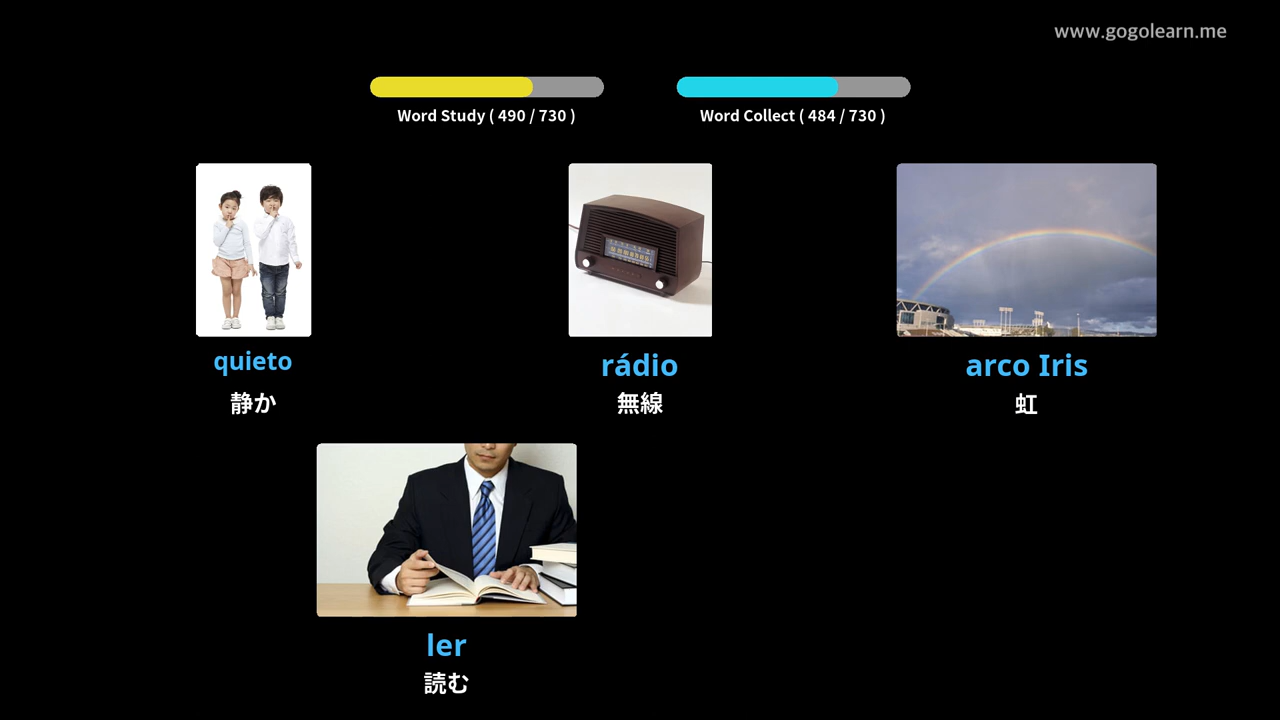 www.gogolearn.me
Word Study ( 490 / 730 )
Word Collect ( 484 / 730 )
quieto
静か
rádio
無線
arco Iris
虹
ler
読む